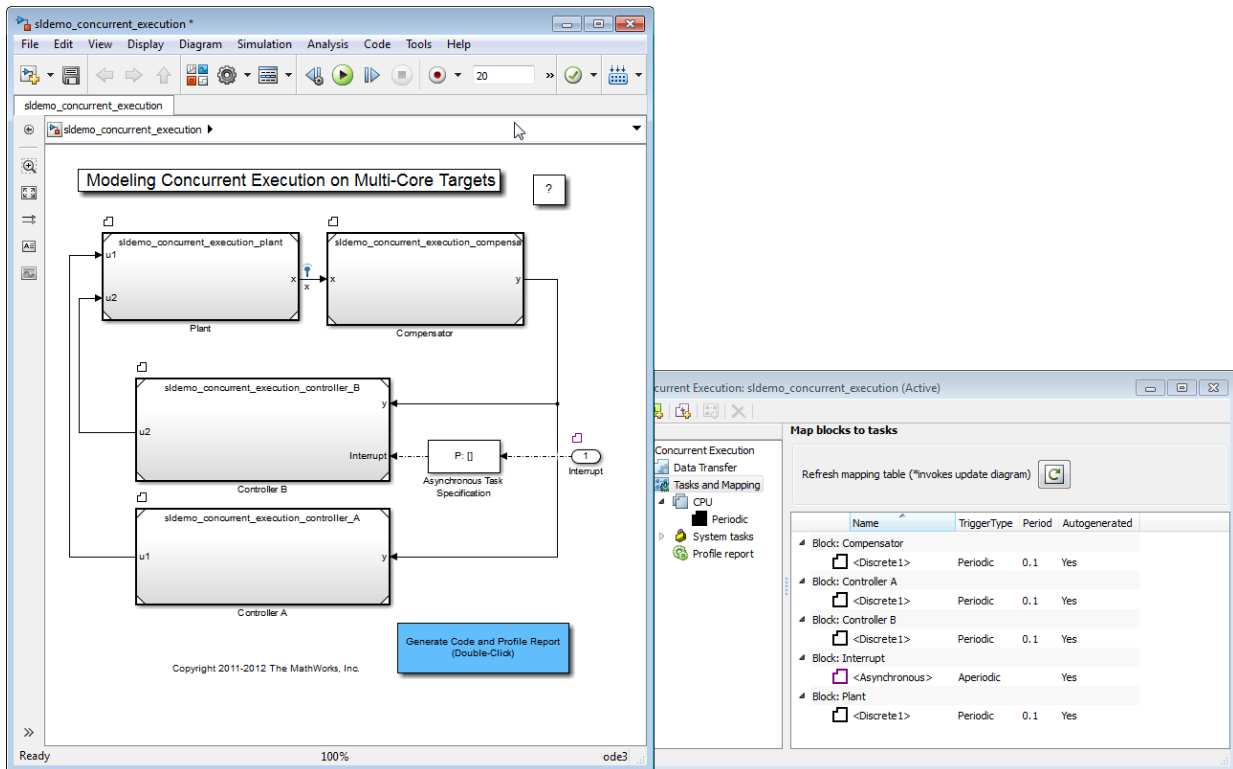 sldemo_concurrent_execution *
File Edit View Display Diagram Simulation Analysis Code Tools Help
20
»
sldemo_concurrent_execution
sldemo_concurrent_execution
Modeling Concurrent Execution on Multi-Core Targets
?
sldemo_concurrent_execution_plant
u1
u2
x
Plant
x
sldemo_concurrent_execution_compensa
x
y
Compensator
sldemo_concurrent_execution_controller_B
y
u2
Interrupt
Controller B
P: []
Asynchronous Task
Specification
1
Interrupt
sldemo_concurrent_execution_controller_A
u1
y
Controller A
Generate Code and Profile Report
(Double-Click)
Copyright 2011-2012 The MathWorks, Inc.
»
Ready 100% ode3
current Execution: sldemo_concurrent_execution (Active)
Concurrent Execution
Data Transfer
Tasks and Mapping
CPU
Periodic
System tasks
Profile report
Map blocks to tasks
Refresh mapping table (*invokes update diagram)
Name TriggerType Period Autogenerated
Block: Compensator
<Discrete1> Periodic 0.1 Yes
Block: Controller A
<Discrete1> Periodic 0.1 Yes
Block: Controller B
<Discrete1> Periodic 0.1 Yes
Block: Interrupt
<Asynchronous> Aperiodic Yes
Block: Plant
<Discrete1> Periodic 0.1 Yes